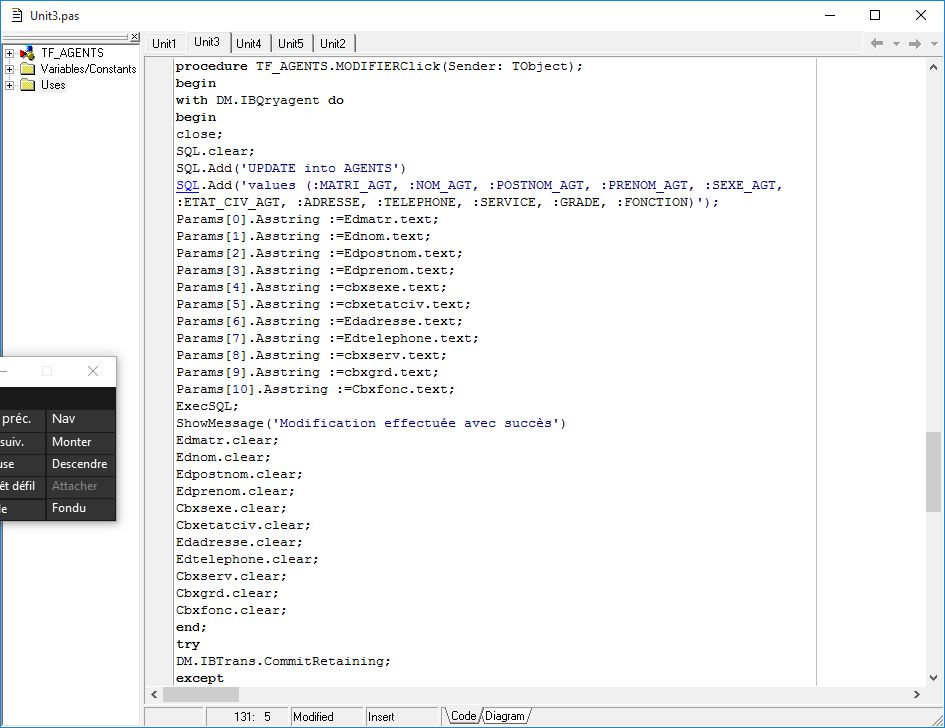 Unit3.pas
TF_AGENTS
Variables/Constants
Uses
Unit1 Unit3 Unit4 Unit5 Unit2
procedure TF_AGENTS.MODIFIERClick(Sender: TObject);
begin
with DM.IBQryagent do
begin
close;
SQL.clear;
SQL.Add('UPDATE into AGENTS')
SQL.Add('values (:MATRI_AGT, :NOM_AGT, :POSTNOM_AGT, :PRENOM_AGT, :SEXE_AGT,
:ETAT_CIV_AGT, :ADRESSE, :TELEPHONE, :SERVICE, :GRADE, :FONCTION)');
Params[0].Asstring :=Edmatr.text;
Params[1].Asstring :=Ednom.text;
Params[2].Asstring :=Edpostnom.text;
Params[3].Asstring :=Edprenom.text;
Params[4].Asstring :=cbxsexe.text;
Params[5].Asstring :=cbxetatciv.text;
Params[6].Asstring :=Edadresse.text;
Params[7].Asstring :=Edtelephone.text;
Params[8].Asstring :=cbxserv.text;
Params[9].Asstring :=cbxgrd.text;
Params[10].Asstring :=Cbxfonc.text;
ExecSQL;
ShowMessage('Modification effectuée avec succès')
Edmatr.clear;
Ednom.clear;
Edpostnom.clear;
Edprenom.clear;
Cbxsexe.clear;
Cbxetatciv.clear;
Edadresse.clear;
Edtelephone.clear;
Cbxserv.clear;
Cbxgrd.clear;
Cbxfonc.clear;
end;
try
DM.IBTrans.CommitRetaining;
except
préc. Nav
suiv. Monter
use Descendre
êt défil Attacher
le Fondu
131: 5 Modified Insert Code Diagram